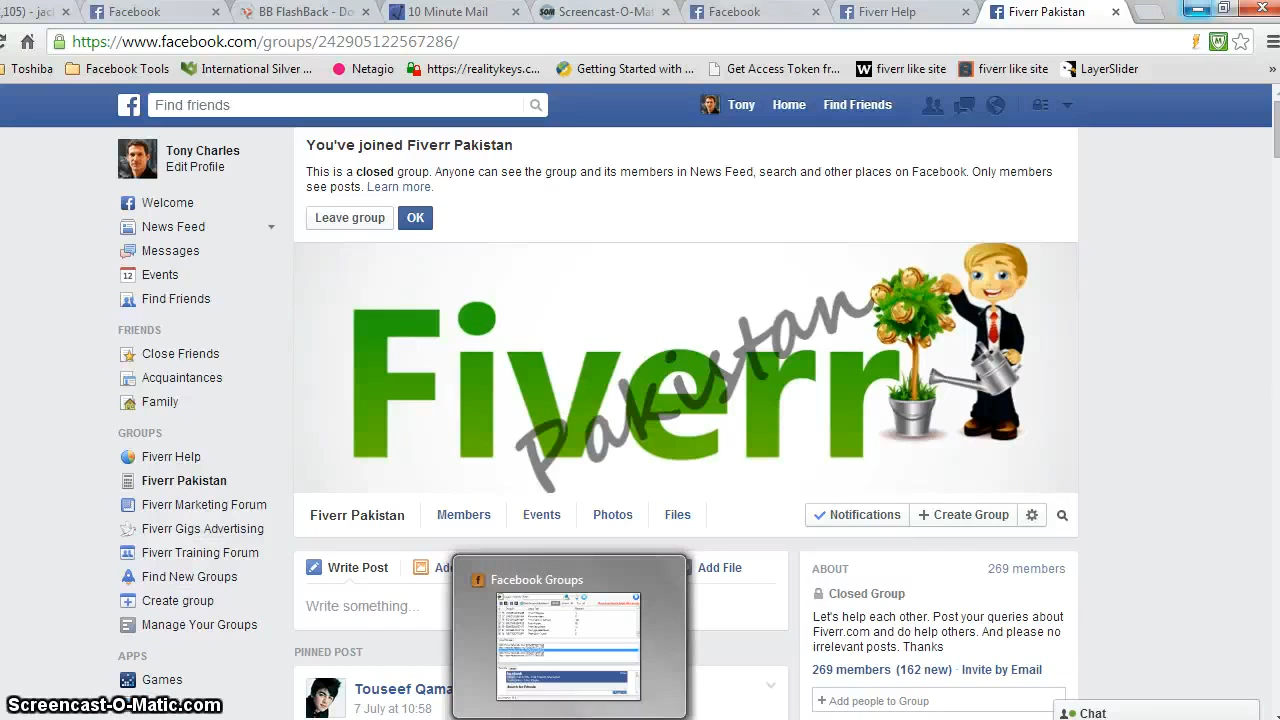 ,105) - jack
Facebook
BB FlashBack - Do
10 Minute Mail
Screencast-O-Mat
Facebook
Fiverr Help
Fiverr Pakistan
https://www.facebook.com/groups/242905122567286/
Toshiba
Facebook Tools
International Silver ...
Netagio
https://realitykeys.c...
Getting Started with ...
Get Access Token fr...
fiverr like site
fiverr like site
LayerSlider
»
Find friends
Tony
Home
Find Friends
Tony Charles
Edit Profile
Welcome
News Feed
Messages
Events
Find Friends
FRIENDS
Close Friends
Acquaintances
Family
GROUPS
Fiverr Help
Fiverr Pakistan
Fiverr Marketing Forum
Fiverr Gigs Advertising
Fiverr Training Forum
Find New Groups
Create group
Manage Your Gro
APPS
Games
You've joined Fiverr Pakistan
This is a closed group. Anyone can see the group and its members in News Feed, search and other places on Facebook. Only members
see posts. Learn more.
Leave group
OK
Fiverr
Pakistan
Fiverr Pakistan
Members
Events
Photos
Files
Notifications
+ Create Group
Write Post
Add File
Write something...
Facebook Groups
PINNED POST
Touseef Qama
7 July at 10:58
ABOUT
269 members
Closed Group
Lets help each other for our queries about
Fiverr.com and do her favors. And please no
irrelevant posts. Thanks
269 members (162 new) · Invite by Email
+ Add people to Group
Chat
Screencast-O-Matic.com